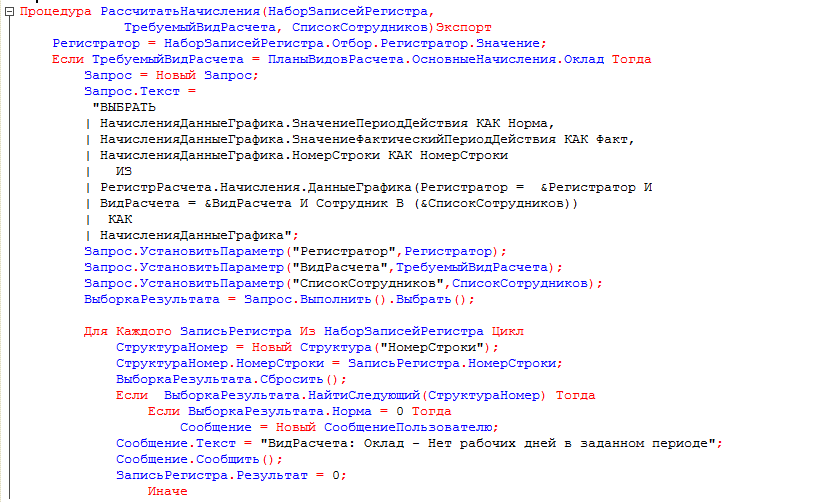 Процедура РассчитатьНачисления(НаборЗаписейРегистра,
ТребуемыйВидРасчета, СписокСотрудников)Экспорт
Регистратор = НаборЗаписейРегистра.Отбор.Регистратор.Значение;
Если ТребуемыйВидРасчета = ПланыВидовРасчета.ОсновныеНачисления.Оклад Тогда
Запрос = Новый Запрос;
Запрос.Текст =
"ВЫБРАТЬ
| НачисленияДанныеГрафика.ЗначениеПериодДействия КАК Норма,
| НачисленияДанныеГрафика.ЗначениеФактическийПериодДействия КАК Факт,
| НачисленияДанныеГрафика.НомерСтроки КАК НомерСтроки
| ИЗ
| РегистрРасчета.Начисления.ДанныеГрафика(Регистратор = &Регистратор И
| ВидРасчета = &ВидРасчета И Сотрудник В (&СписокСотрудников))
| КАК
| НачисленияДанныеГрафика";
Запрос.УстановитьПараметр("Регистратор",Регистратор);
Запрос.УстановитьПараметр("ВидРасчета",ТребуемыйВидРасчета);
Запрос.УстановитьПараметр("СписокСотрудников",СписокСотрудников);
ВыборкаРезультата = Запрос.Выполнить().Выбрать();
Для Каждого ЗаписьРегистра Из НаборЗаписейРегистра Цикл
СтруктураНомер = Новый Структура("НомерСтроки");
СтруктураНомер.НомерСтроки = ЗаписьРегистра.НомерСтроки;
ВыборкаРезультата.Сбросить();
Если ВыборкаРезультата.НайтиСледующий(СтруктураНомер) Тогда
Если ВыборкаРезультата.Норма = 0 Тогда
Сообщение = Новый СообщениеПользователю;
Сообщение.Текст = "ВидРасчета: Оклад - Нет рабочих дней в заданном периоде";
Сообщение.Сообщить();
ЗаписьРегистра.Результат = 0;
Иначе